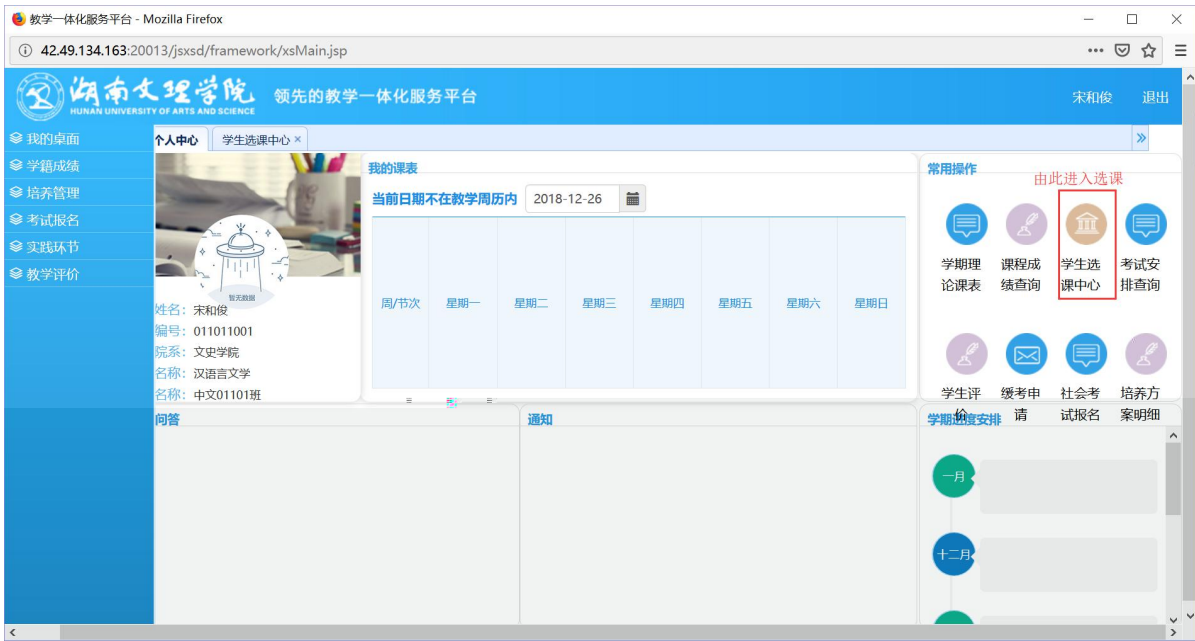 教学一体化服务平台 - Mozilla Firefox
42.49.134.163:20013/jsxsd/framework/xsMain.jsp
湖南文理学院
HUNAN UNIVERSITY OF ARTS AND SCIENCE
领先的教学一体化服务平台
宋和俊 退出
我的桌面
学籍成绩
培养管理
考试报名
实践环节
教学评价
个人中心 学生选课中心 ×
暂无数据
姓名：宋和俊
编号：011011001
院系：文史学院
名称：汉语言文学
名称：中文01101班
我的课表
当前日期不在教学周历内 2018-12-26
周/节次 星期一 星期二 星期三 星期四 星期五 星期六 星期日
常用操作
由此进入选课
学期理论课表
课程成绩查询
学生选课中心
考试安排查询
学生评价
缓考申请
社会考试报名
培养方案明细
问答
通知
学期进度安排
一月
十二月